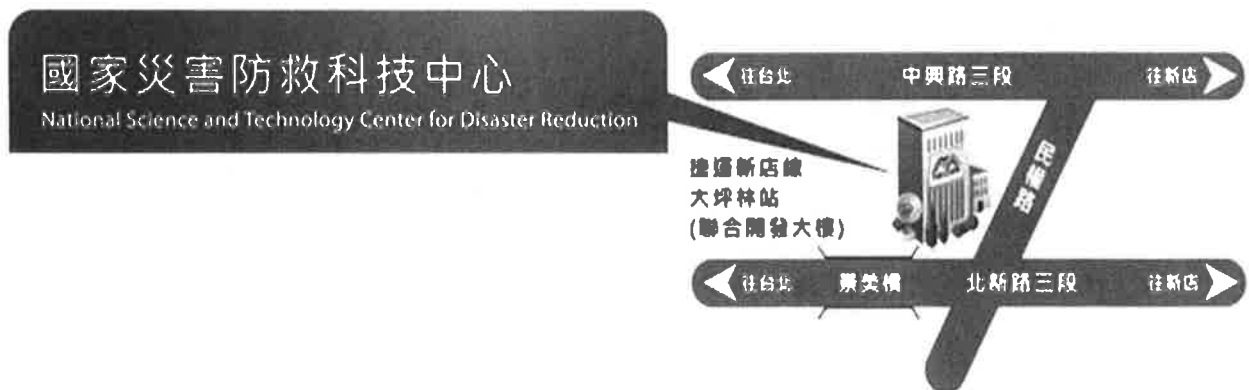 國家災害防救科技中心
National Science and Technology Center for Disaster Reduction
往台北 中興路三段 往新店
民權路
捷運新店線
大坪林站
(聯合開發大樓)
往台北 景美橋 北新路三段 往新店